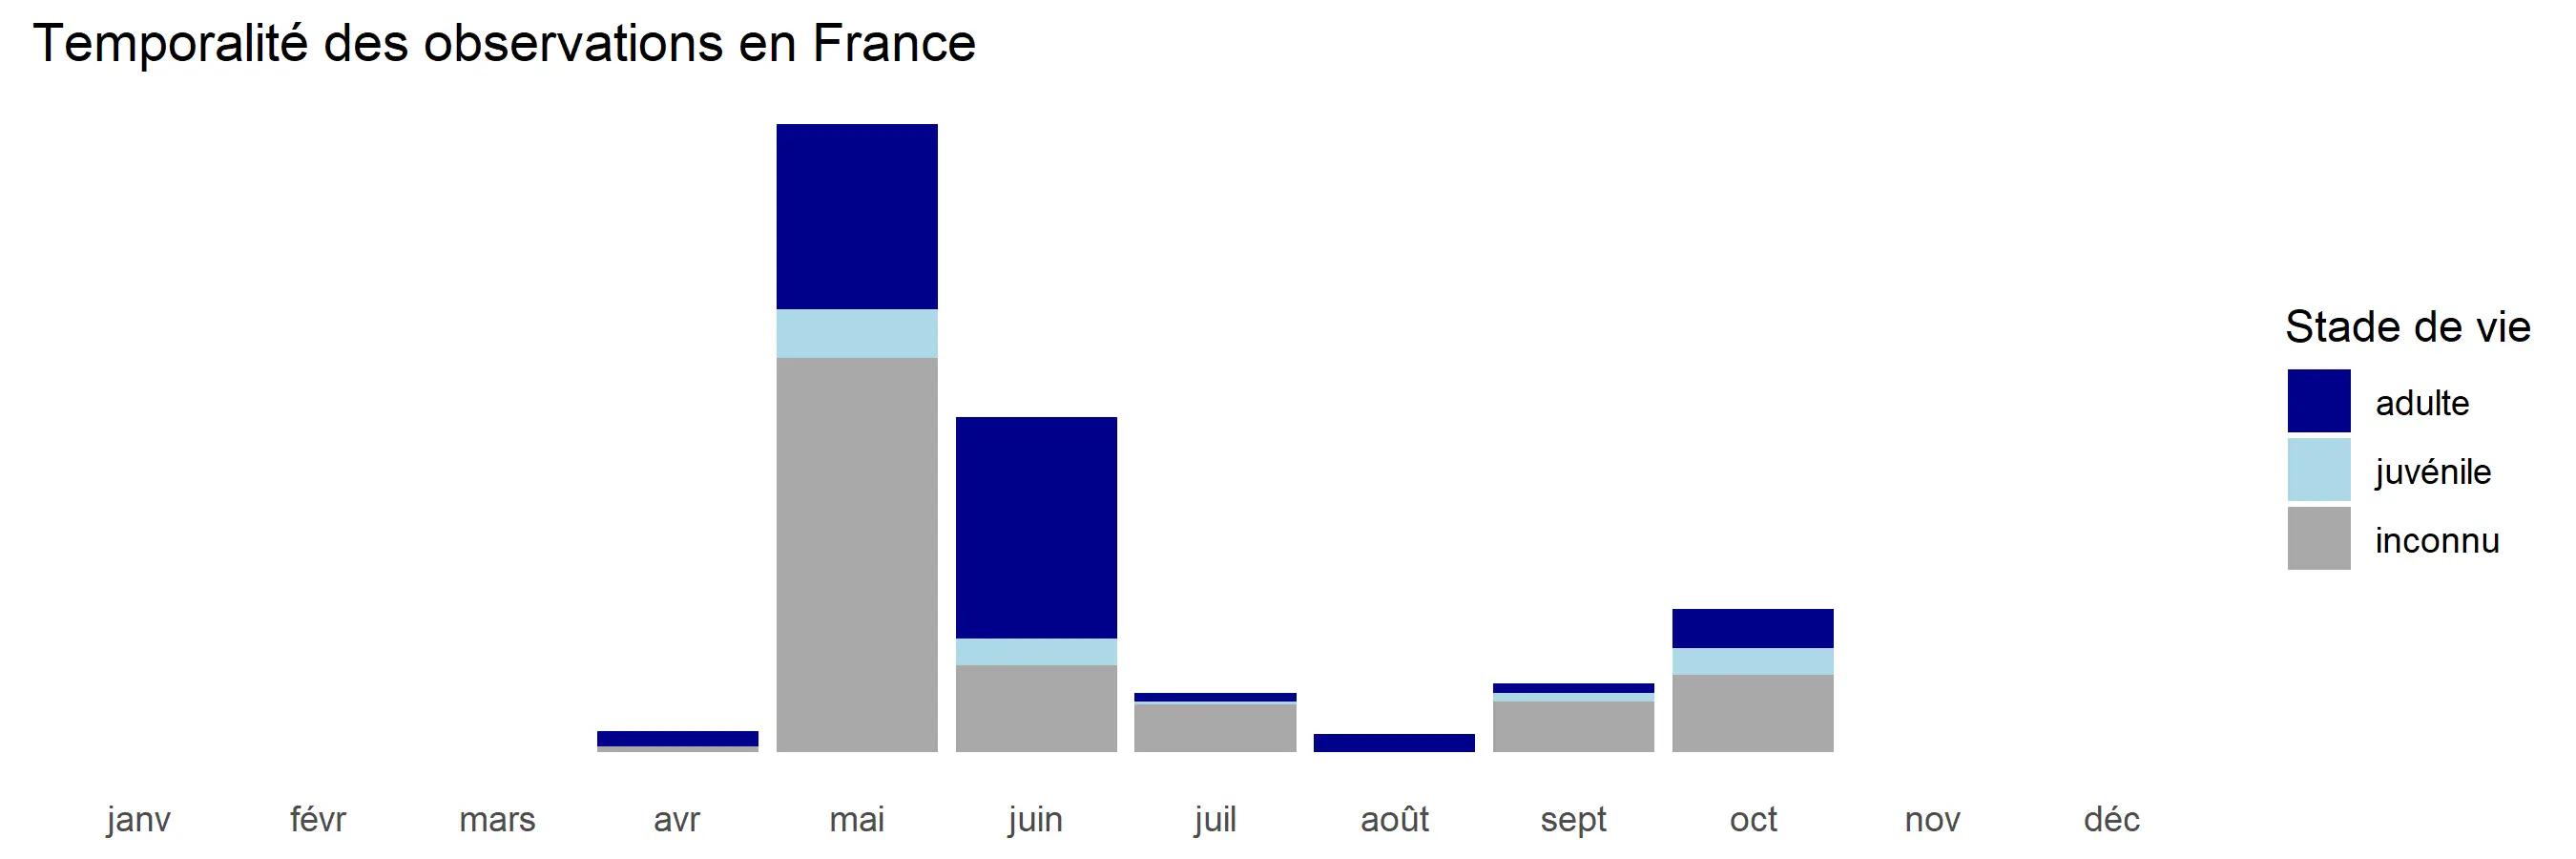 Temporalité des observations en France
Stade de vie
adulte
juvénile
inconnu
janv févr mars avr mai juin juil août sept oct nov déc